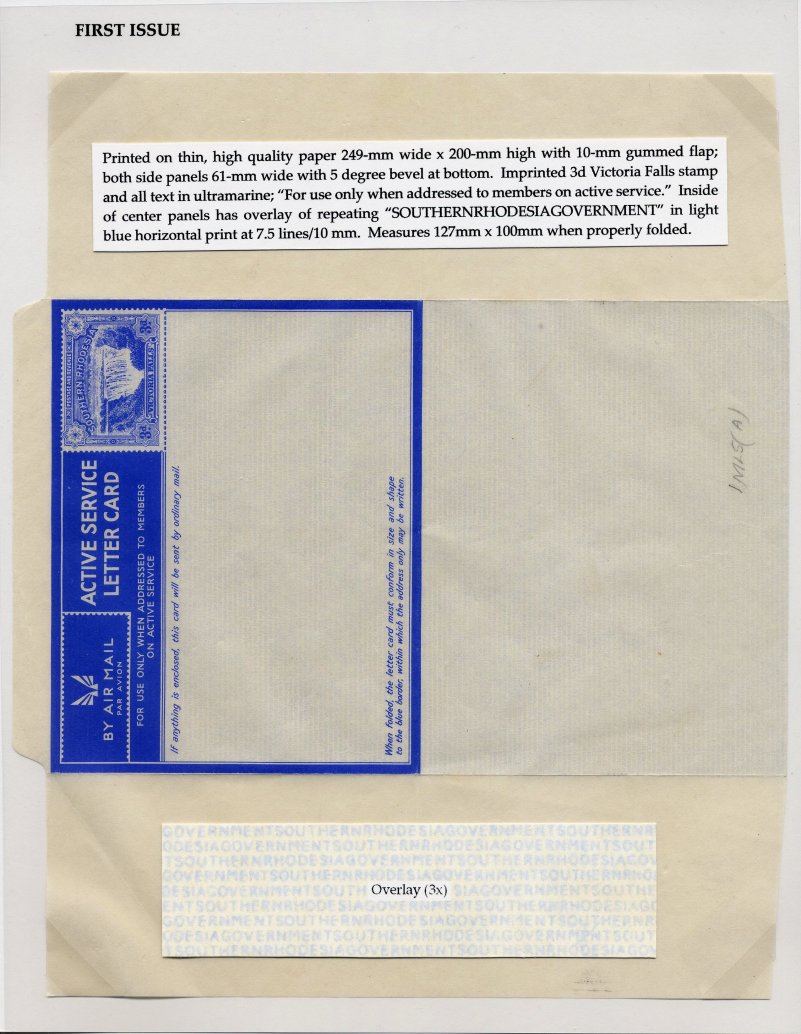 FIRST ISSUE
Printed on thin, high quality paper 249-mm wide x 200-mm high with 10-mm gummed flap;
both side panels 61-mm wide with 5 degree bevel at bottom. Imprinted 3d Victoria Falls stamp
and all text in ultramarine; “For use only when addressed to members on active service.” Inside
of center panels has overlay of repeating “SOUTHERNRHODESIAGOVERNMENT” in light
blue horizontal print at 7.5 lines/10 mm. Measures 127mm x 100mm when properly folded.
SOUTHERN RHODESIA
3d
3d
VICTORIA FALLS
ACTIVE SERVICE
LETTER CARD
BY AIR MAIL
PAR AVION
FOR USE ONLY WHEN ADDRESSED TO MEMBERS
ON ACTIVE SERVICE
If anything is enclosed, this card will be sent by ordinary mail.
When folded, the letter card must conform in size and shape
to the blue border, within which the address only may be written.
GOVERNMENTSOUTHERNRHODESIAGOVERNMENTSOUTHERNR
ODESIAGOVERNMENTSOUTHERNRHODESIAGOVERNMENTSOUT
TSOUTHERNRHODESIAGOVERNMENTSOUTHERNRHODESIAGOV
GOVERNMENTSOUTHERNRHODESIAGOVERNMENTSOUTHERNR
DESIAGOVERNMENTSOUTH
Overlay (3x)
SIAGOVERNMENTSOUT
ENTSOUTHERNRHODESIAGOVERNMENTSOUTHERNRHODESIAGO
GOVERNMENTSOUTHERNRHODESIAGOVERNMENTSOUTHERNR
ODESIAGOVERNMENTSOUTHERNRHODESIAGOVERNMENTSOUT
TSOUTHERNRHODESIAGOVERNMENTSOUTHERNRHODESIAGOV